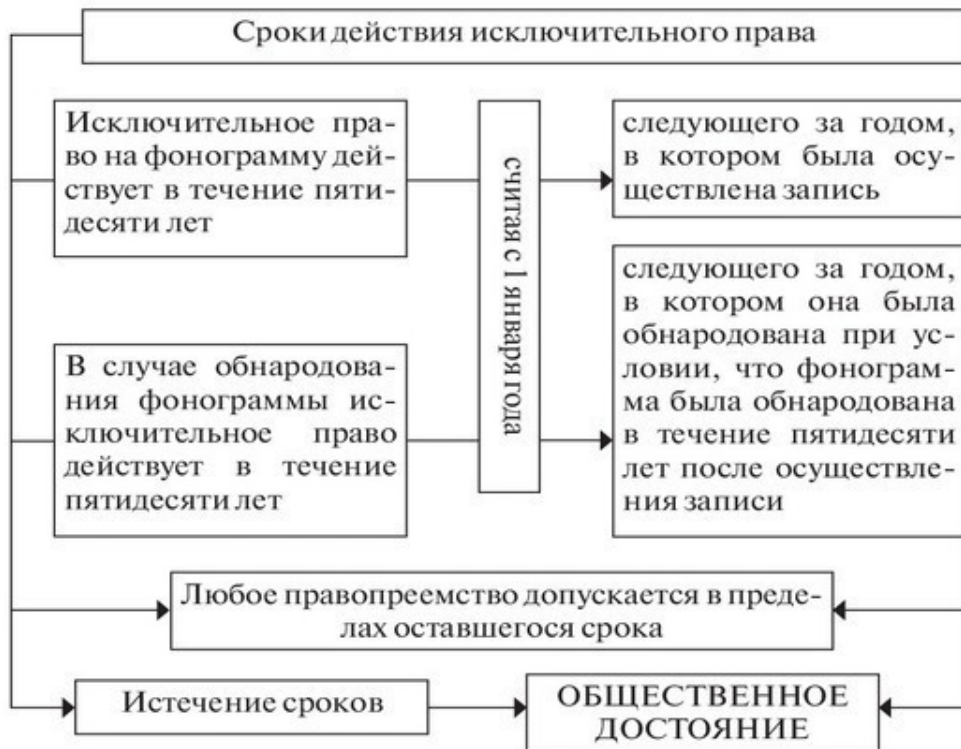 Сроки действия исключительного права
Исключительное пра-
во на фонограмму дей-
ствует в течение пяти-
десяти лет
считая с 1 января года
следующего за годом,
в котором была осу-
ществлена запись
В случае обнародова-
ния фонограммы ис-
ключительное право
действует в течение
пятидесяти лет
следующего за годом,
в котором она была
обнародована при ус-
ловии, что фонограм-
ма была обнародована
в течение пятидесяти
лет после осуществле-
ния записи
Любое правопреемство допускается в преде-
лах оставшегося срока
Истечение сроков
ОБЩЕСТВЕННОЕ
ДОСТОЯНИЕ